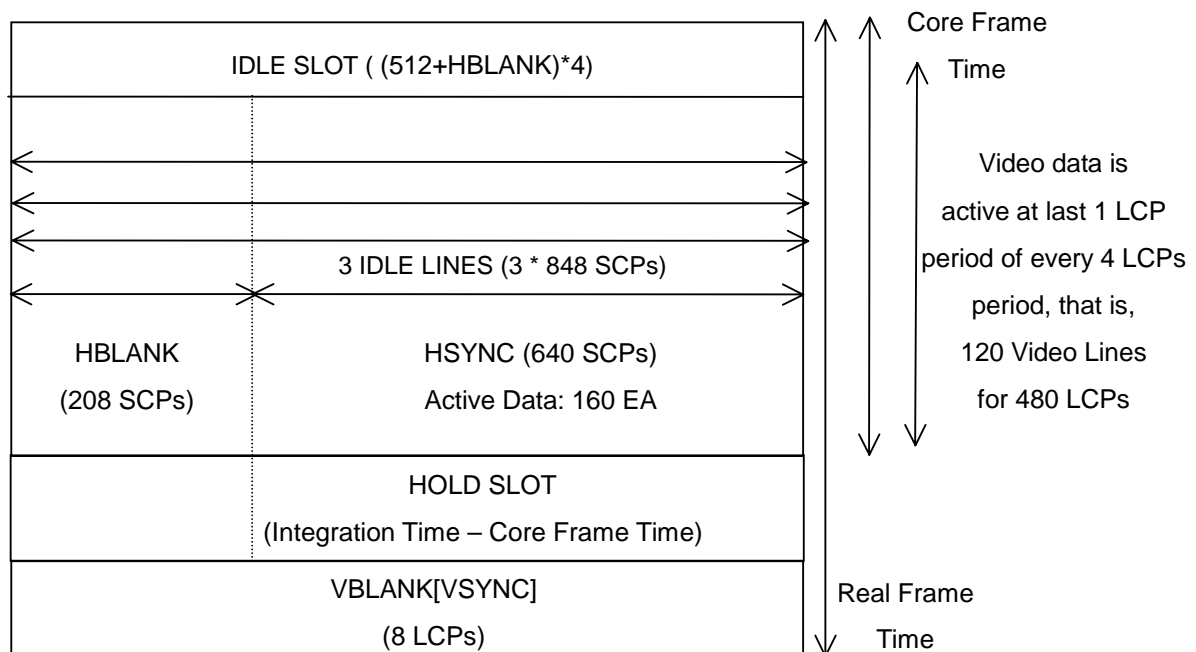 IDLE SLOT ( (512+HBLANK)*4)
3 IDLE LINES (3 * 848 SCPs)
HBLANK
(208 SCPs)
HSYNC (640 SCPs)
Active Data: 160 EA
HOLD SLOT
(Integration Time – Core Frame Time)
VBLANK[VSYNC]
(8 LCPs)
Core Frame
Time
Video data is
active at last 1 LCP
period of every 4 LCPs
period, that is,
120 Video Lines
for 480 LCPs
Real Frame
Time